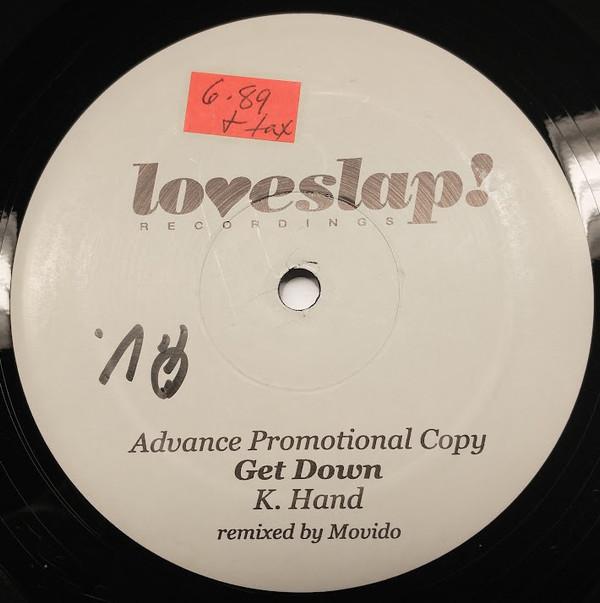 6.89
+ tax
loveslap!
RECORDINGS
Advance Promotional Copy
Get Down
K. Hand
remixed by Movido